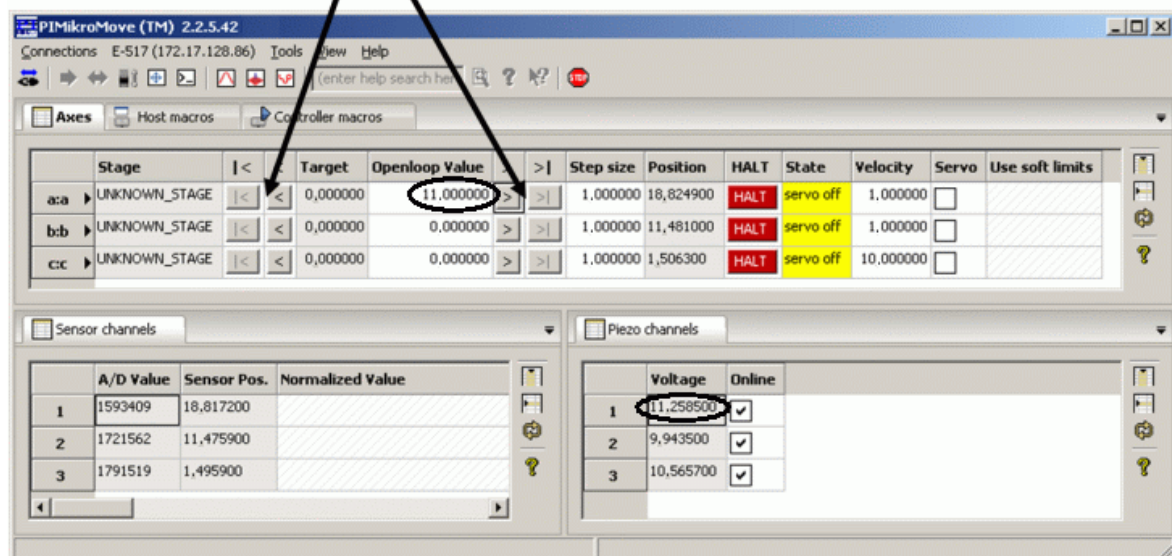 PIMikroMove (TM) 2.2.5.42
Connections E-517 (172.17.128.86) Tools View Help
(enter help search her ? STOP
Axes Host macros Controller macros
Stage |< Target Openloop Value >| Step size Position HALT State Velocity Servo Use soft limits
a:a UNKNOWN_STAGE |< < 0,000000 11,000000 > >| 1,000000 18,824900 HALT servo off 1,000000
b:b UNKNOWN_STAGE |< < 0,000000 0,000000 > >| 1,000000 11,481000 HALT servo off 1,000000
c:c UNKNOWN_STAGE |< < 0,000000 0,000000 > >| 1,000000 1,506300 HALT servo off 10,000000
Sensor channels Piezo channels
A/D Value Sensor Pos. Normalized Value Voltage Online
1 1593409 18,817200 1 11,258500
2 1721562 11,475900 2 9,943500
3 1791519 1,495900 3 10,565700